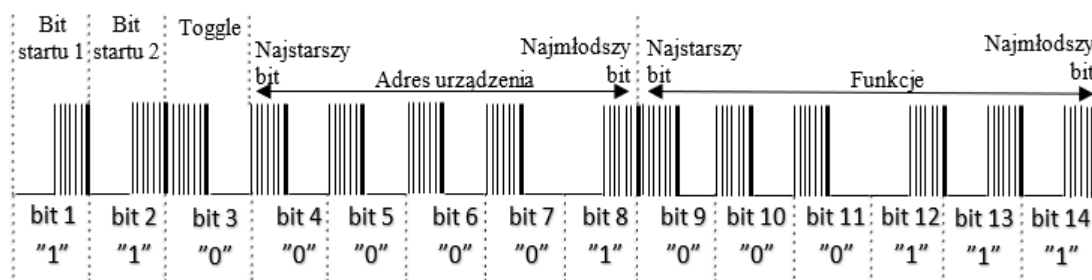 Bit startu 1
Bit startu 2
Toggle
Najstarszy bit
Adres urządzenia
Najmłodszy bit
Najstarszy bit
Funkcje
Najmłodszy bit
bit 1 bit 2 bit 3 bit 4 bit 5 bit 6 bit 7 bit 8 bit 9 bit 10 bit 11 bit 12 bit 13 bit 14
”1” ”1” ”0” ”0” ”0” ”0” ”0” ”1” ”0” ”0” ”0” ”1” ”1” ”1”